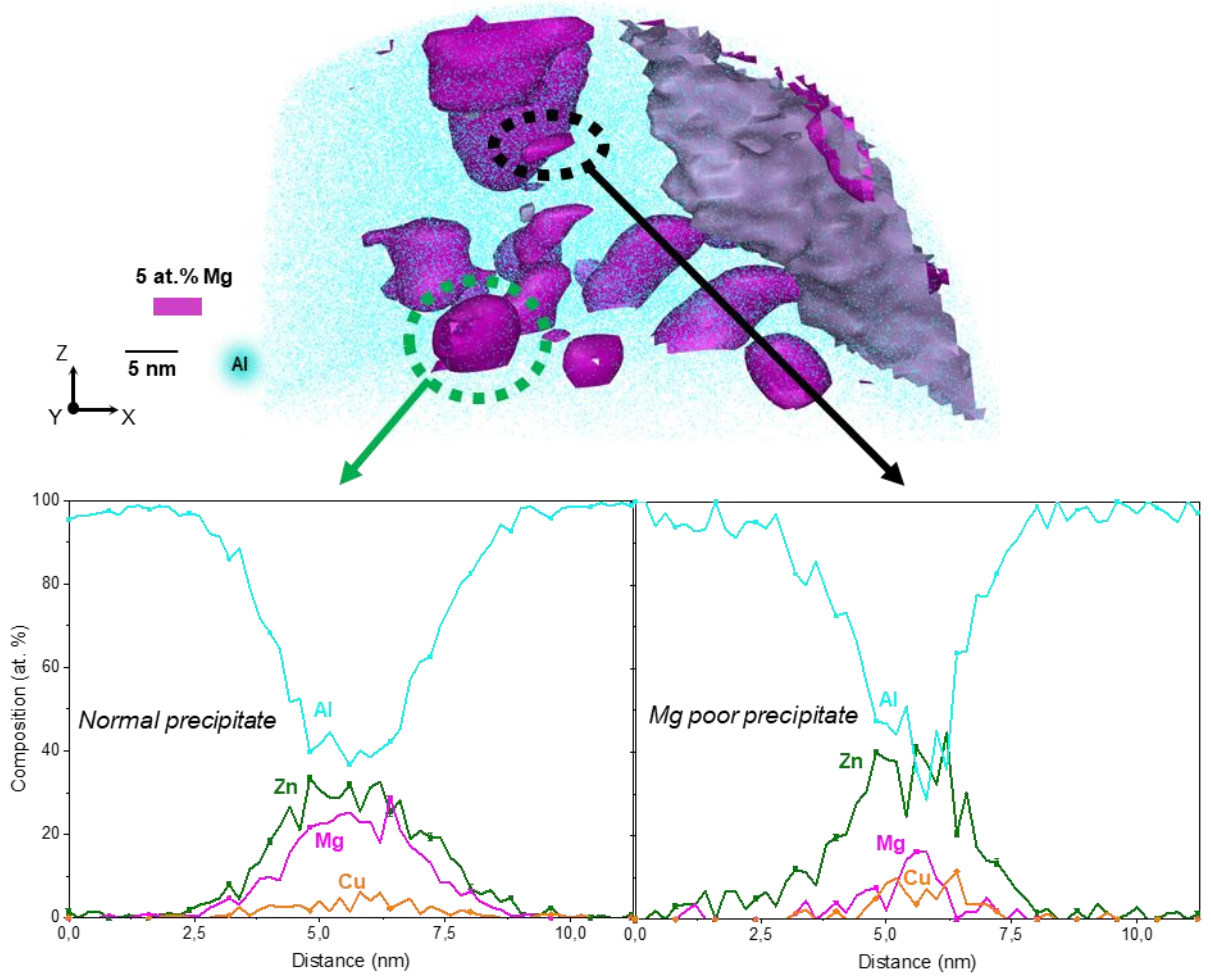 5 at.% Mg
5 nm
Al
Z
Y
X
Composition (at. %)
100
80
60
40
20
0
Normal precipitate
Al
Zn
Mg
Cu
0,0
2,5
5,0
7,5
10,0
Distance (nm)
Mg poor precipitate
Al
Zn
Mg
Cu
0,0
2,5
5,0
7,5
10,0
Distance (nm)